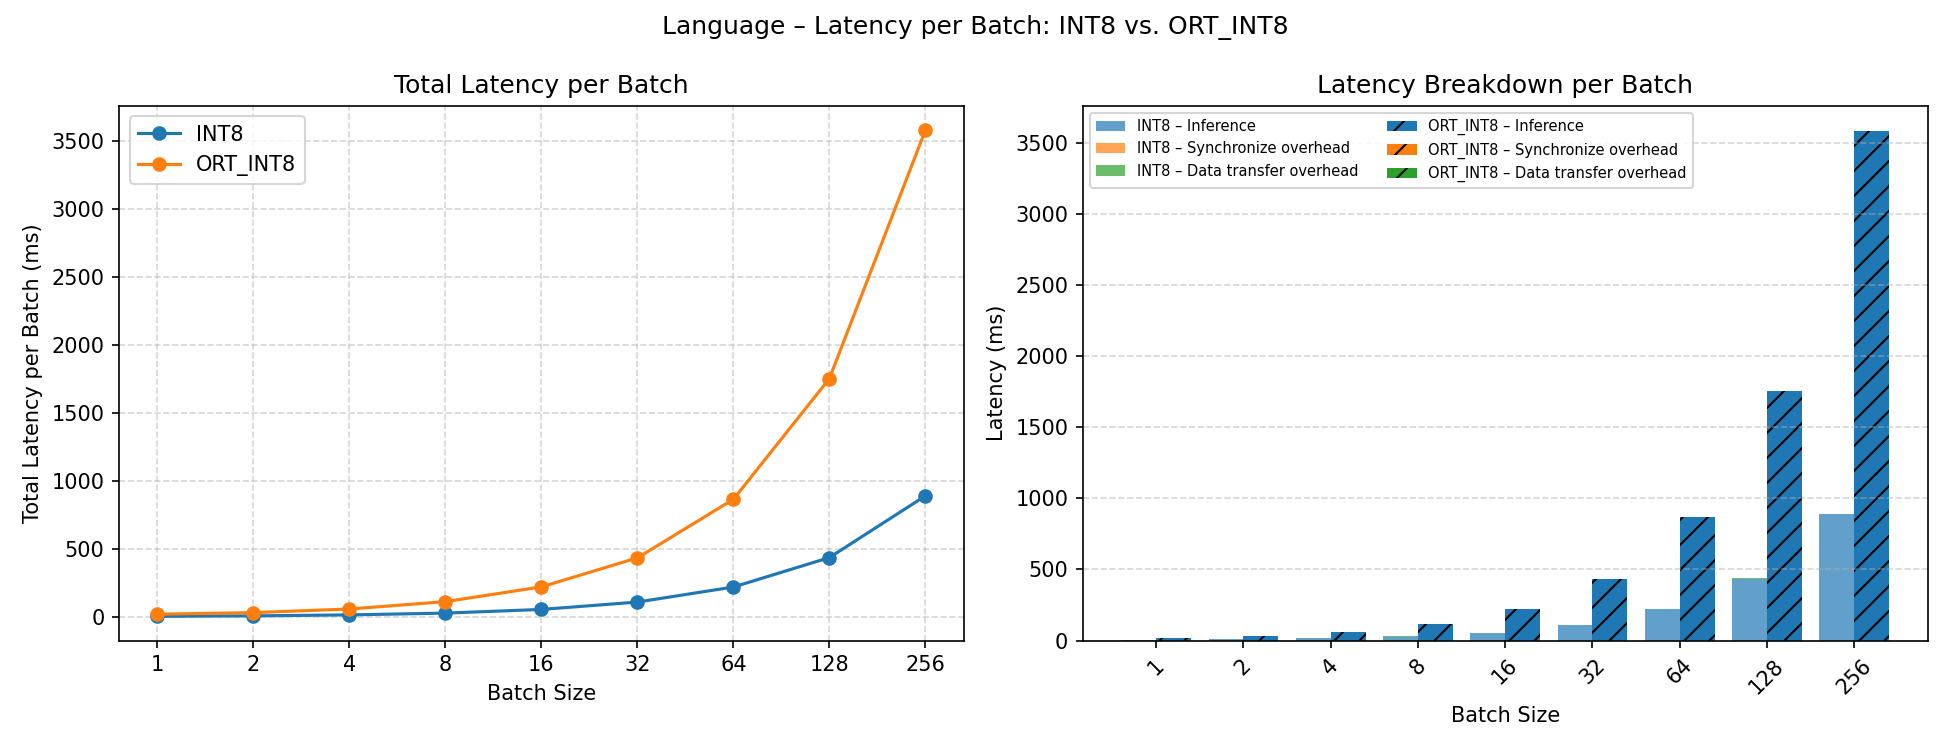 Language – Latency per Batch: INT8 vs. ORT_INT8
Total Latency per Batch
INT8
ORT_INT8
Total Latency per Batch (ms)
3500
3000
2500
2000
1500
1000
500
0
1 2 4 8 16 32 64 128 256
Batch Size
Latency Breakdown per Batch
INT8 – Inference
INT8 – Synchronize overhead
INT8 – Data transfer overhead
ORT_INT8 – Inference
ORT_INT8 – Synchronize overhead
ORT_INT8 – Data transfer overhead
Latency (ms)
3500
3000
2500
2000
1500
1000
500
0
1 2 4 8 16 32 64 128 256
Batch Size